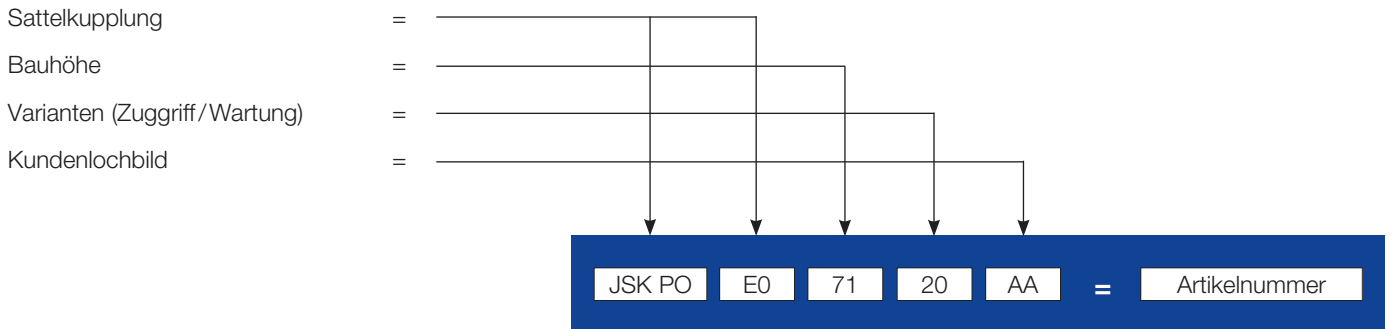 Sattelkupplung =
Bauhöhe =
Varianten (Zuggriff/Wartung) =
Kundenlochbild =
JSK PO E0 71 20 AA = Artikelnummer